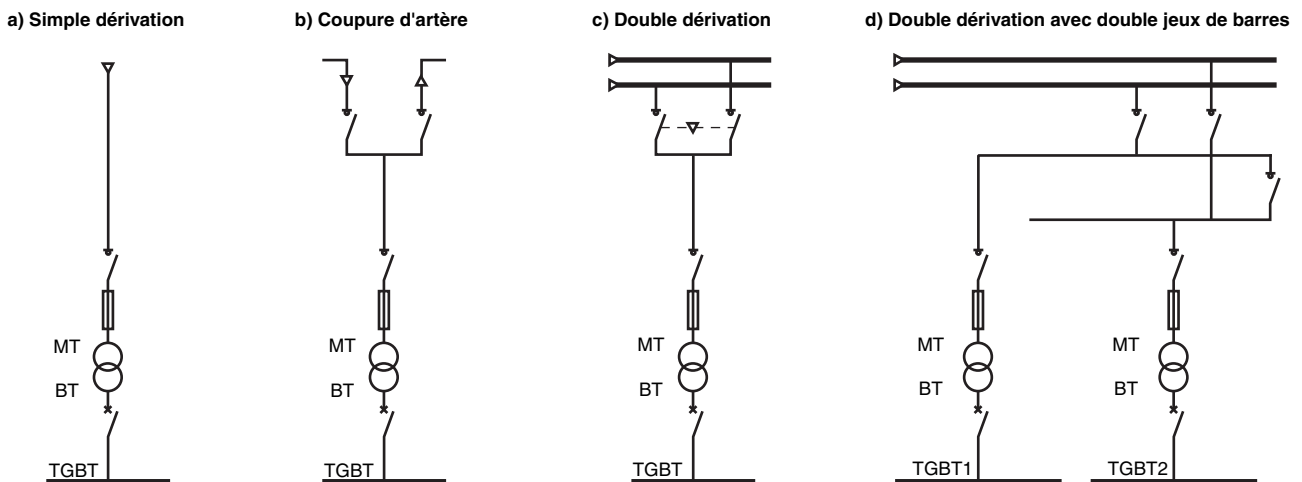 a) Simple dérivation
b) Coupure d'artère
c) Double dérivation
d) Double dérivation avec double jeux de barres
MT
BT
TGBT
MT
BT
TGBT
MT
BT
TGBT
MT
BT
TGBT1
MT
BT
TGBT2